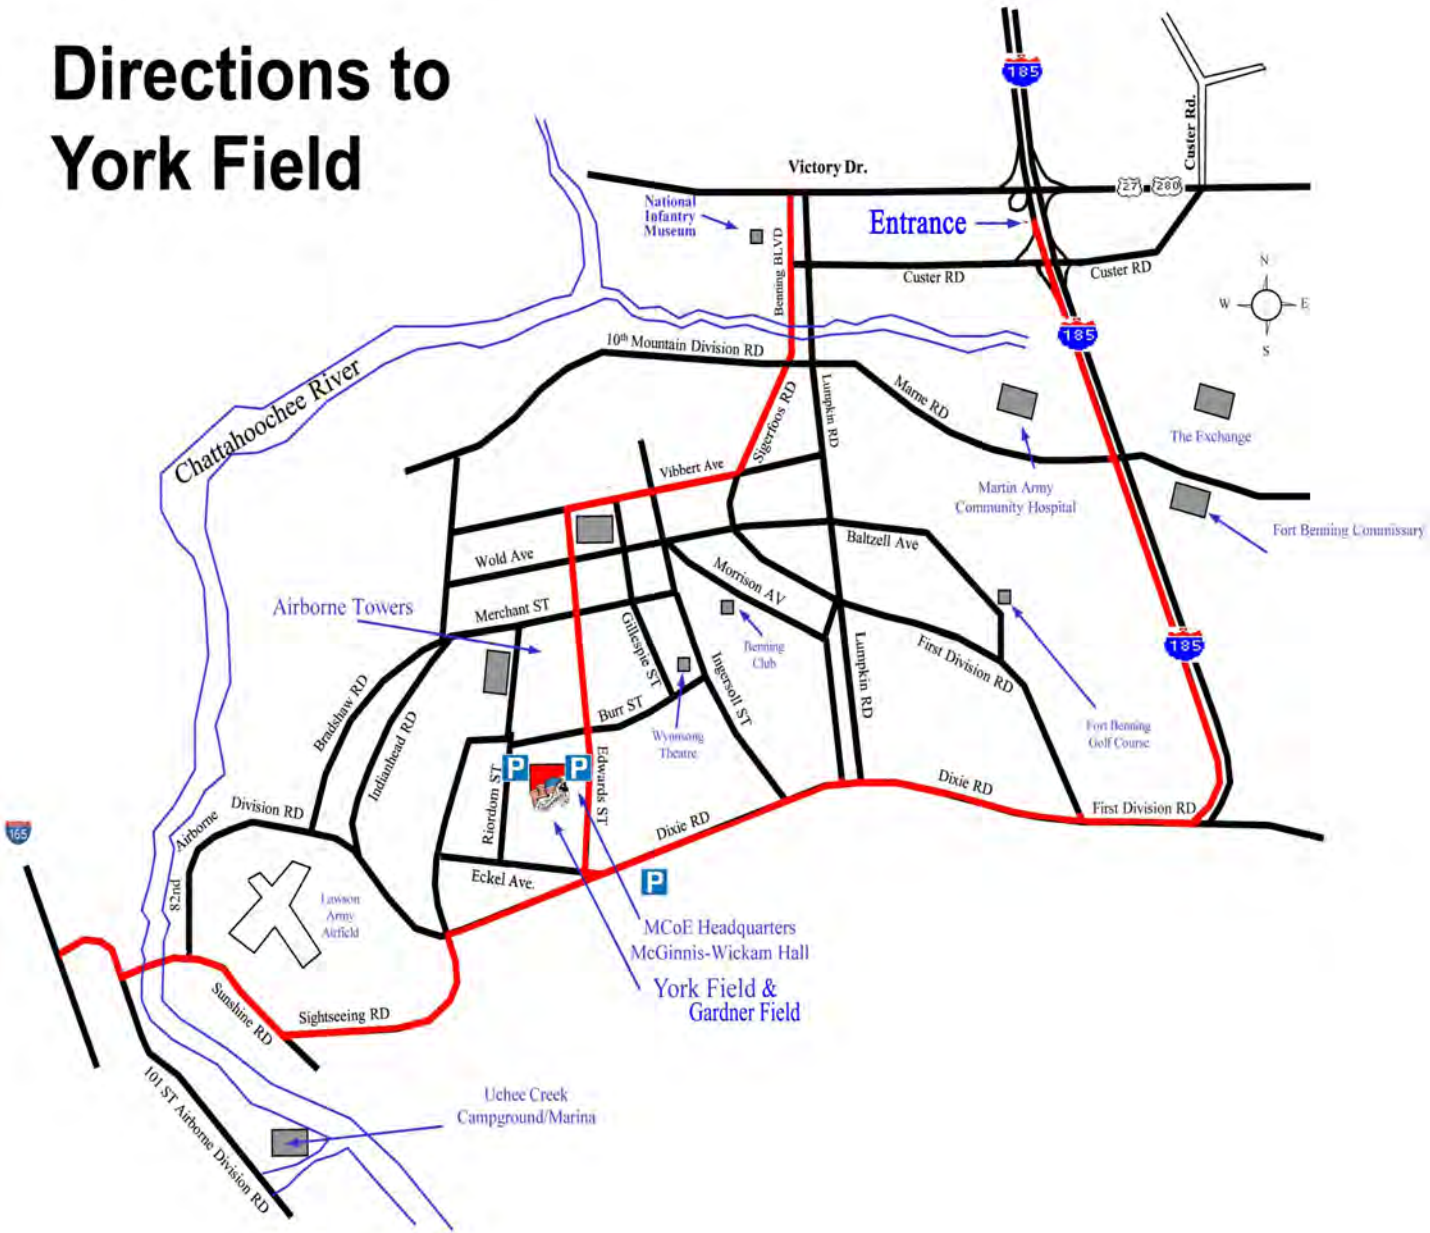 Directions to
York Field
185
Custer Rd.
Victory Dr.
27
280
National
Infantry
Museum
Entrance
Benning BLVD
Custer RD
Custer RD
N
W
E
S
185
10th Mountain Division RD
Chattahoochee River
Sigerfoos RD
Lumpkin RD
Marne RD
The Exchange
Vibbert Ave
Martin Army
Community Hospital
Fort Benning Commissary
Wold Ave
Baltzell Ave
Morrison AV
Airborne Towers
Merchant ST
Gillespie ST
Benning
Club
185
First Division RD
Lumpkin RD
Ingersoll ST
Bradshaw RD
Indianhead RD
Burr ST
Wynnsong
Theatre
Fort Benning
Golf Course
P
P
Edwards ST
Riordom ST
Dixie RD
First Division RD
Division RD
Airborne
82nd
165
Dixie RD
Eckel Ave.
P
Lawson
Army
Airfield
MCoE Headquarters
McGinnis-Wickam Hall
York Field &
Gardner Field
Sunshine RD
Sightseeing RD
101 ST Airborne Division RD
Uchee Creek
Campground/Marina